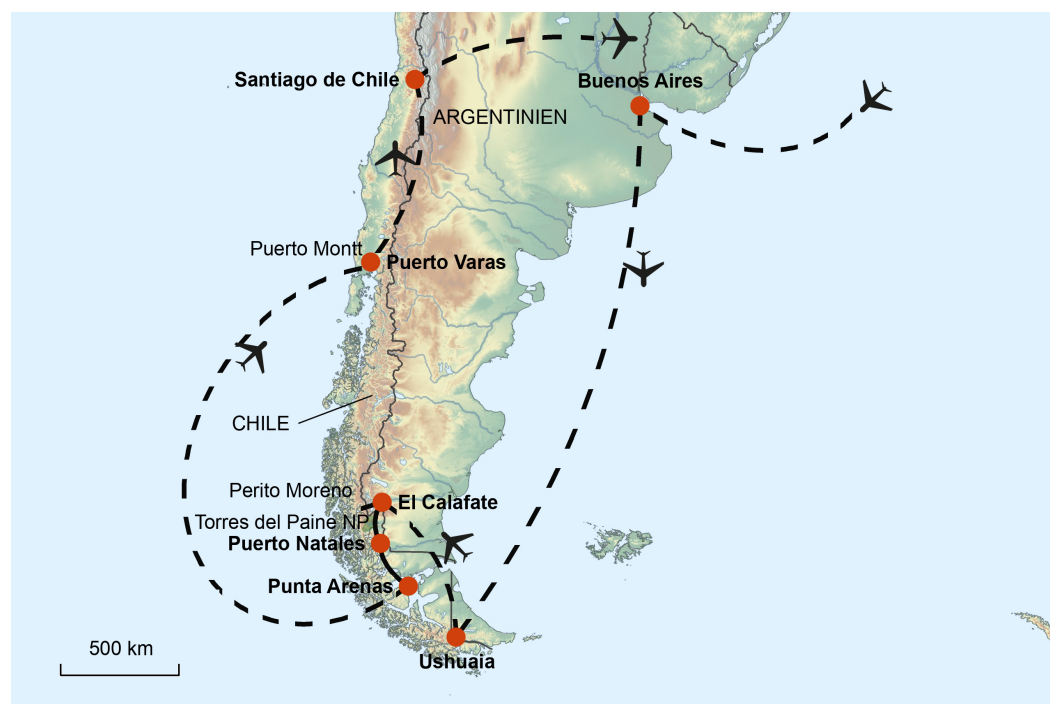 Santiago de Chile
Buenos Aires
ARGENTINIEN
Puerto Montt
Puerto Varas
CHILE
Perito Moreno
El Calafate
Torres del Paine NP
Puerto Natales
Punta Arenas
500 km
Ushuaia